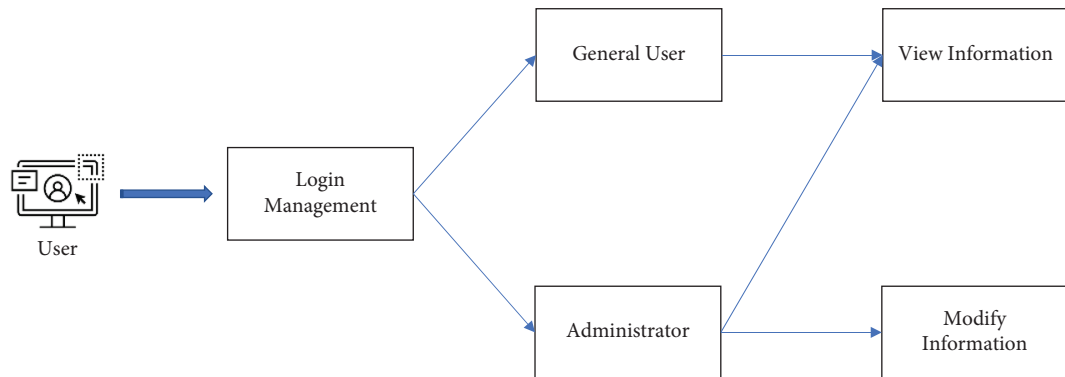 User
Login
Management
General User
Administrator
View Information
Modify
Information